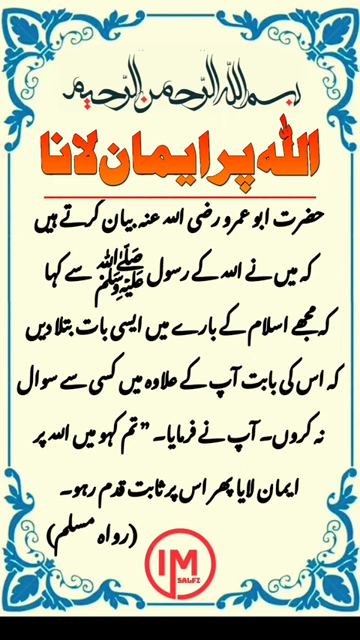 بسم اللہ الرحمن الرحیم
اللہ پر ایمان لانا
حضرت ابو عمرو رضی اللہ عنہ بیان کرتے ہیں
کہ میں نے اللہ کے رسول ﷺ سے کہا
کہ مجھے اسلام کے بارے میں ایسی بات بتلا دیں
کہ اس کی بابت آپ کے علاوہ میں کسی سے سوال
نہ کروں۔ آپ نے فرمایا۔ ”تم کہو میں اللہ پر
ایمان لایا پھر اس پر ثابت قدم رہو۔
(رواہ مسلم)
IM
SALFI